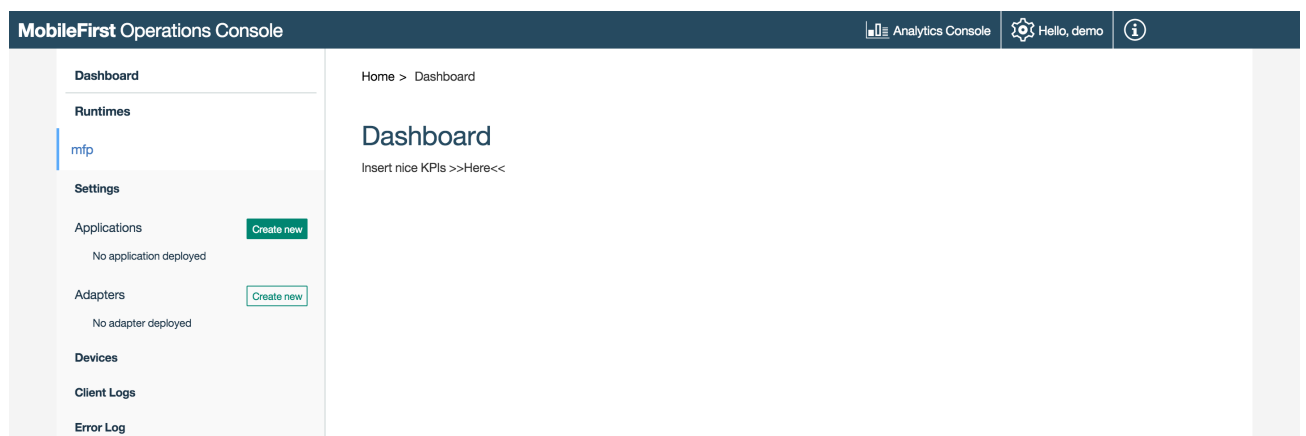 MobileFirst Operations Console
Analytics Console
Hello, demo
Dashboard
Runtimes
mfp
Settings
Applications
Create new
No application deployed
Adapters
Create new
No adapter deployed
Devices
Client Logs
Error Log
Home > Dashboard
Dashboard
Insert nice KPIs >>Here<<